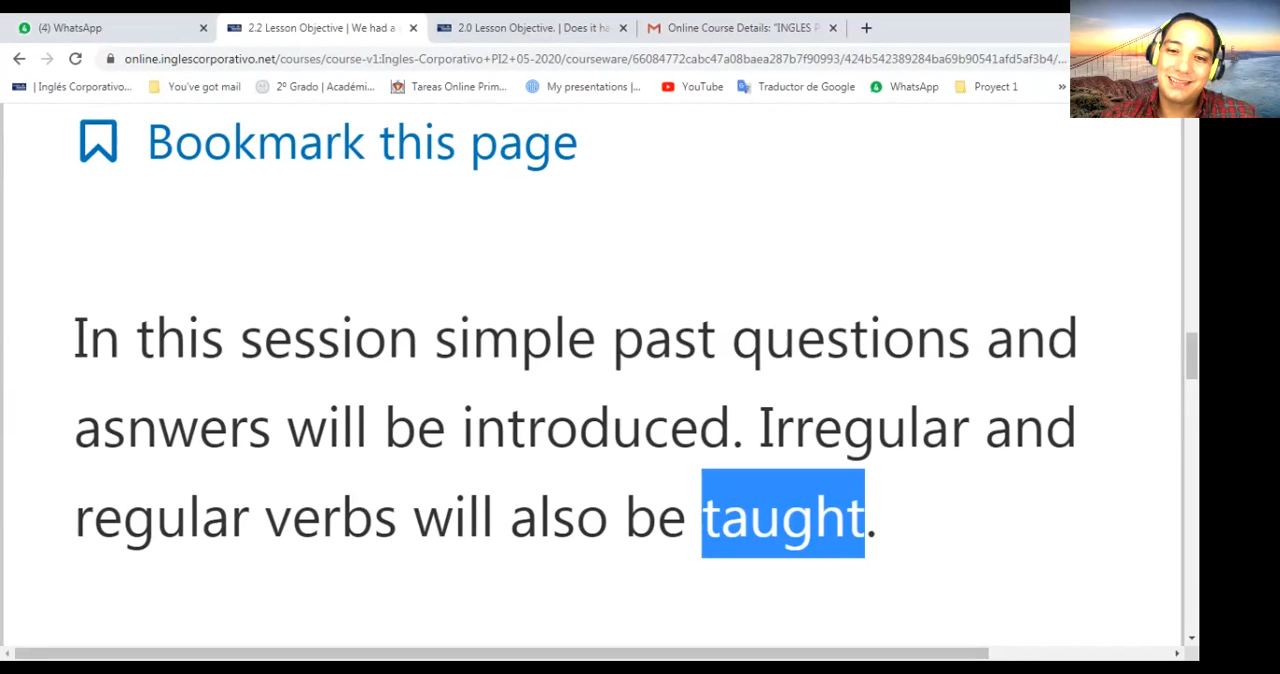 (4) WhatsApp
2.2 Lesson Objective | We had a
2.0 Lesson Objective. | Does it ha
Online Course Details: "INGLES P
online.inglescorporativo.net/courses/course-v1:Ingles-Corporativo+PI2+05-2020/courseware/66084772cabc47a08baea287b7f90993/424b542389284ba69b90541afd5af3b4/...
| Inglés Corporativo...
You've got mail
2º Grado | Académi...
Tareas Online Prim...
My presentations |...
YouTube
Traductor de Google
WhatsApp
Proyect 1
»
Bookmark this page
In this session simple past questions and
asnwers will be introduced. Irregular and
regular verbs will also be taught.